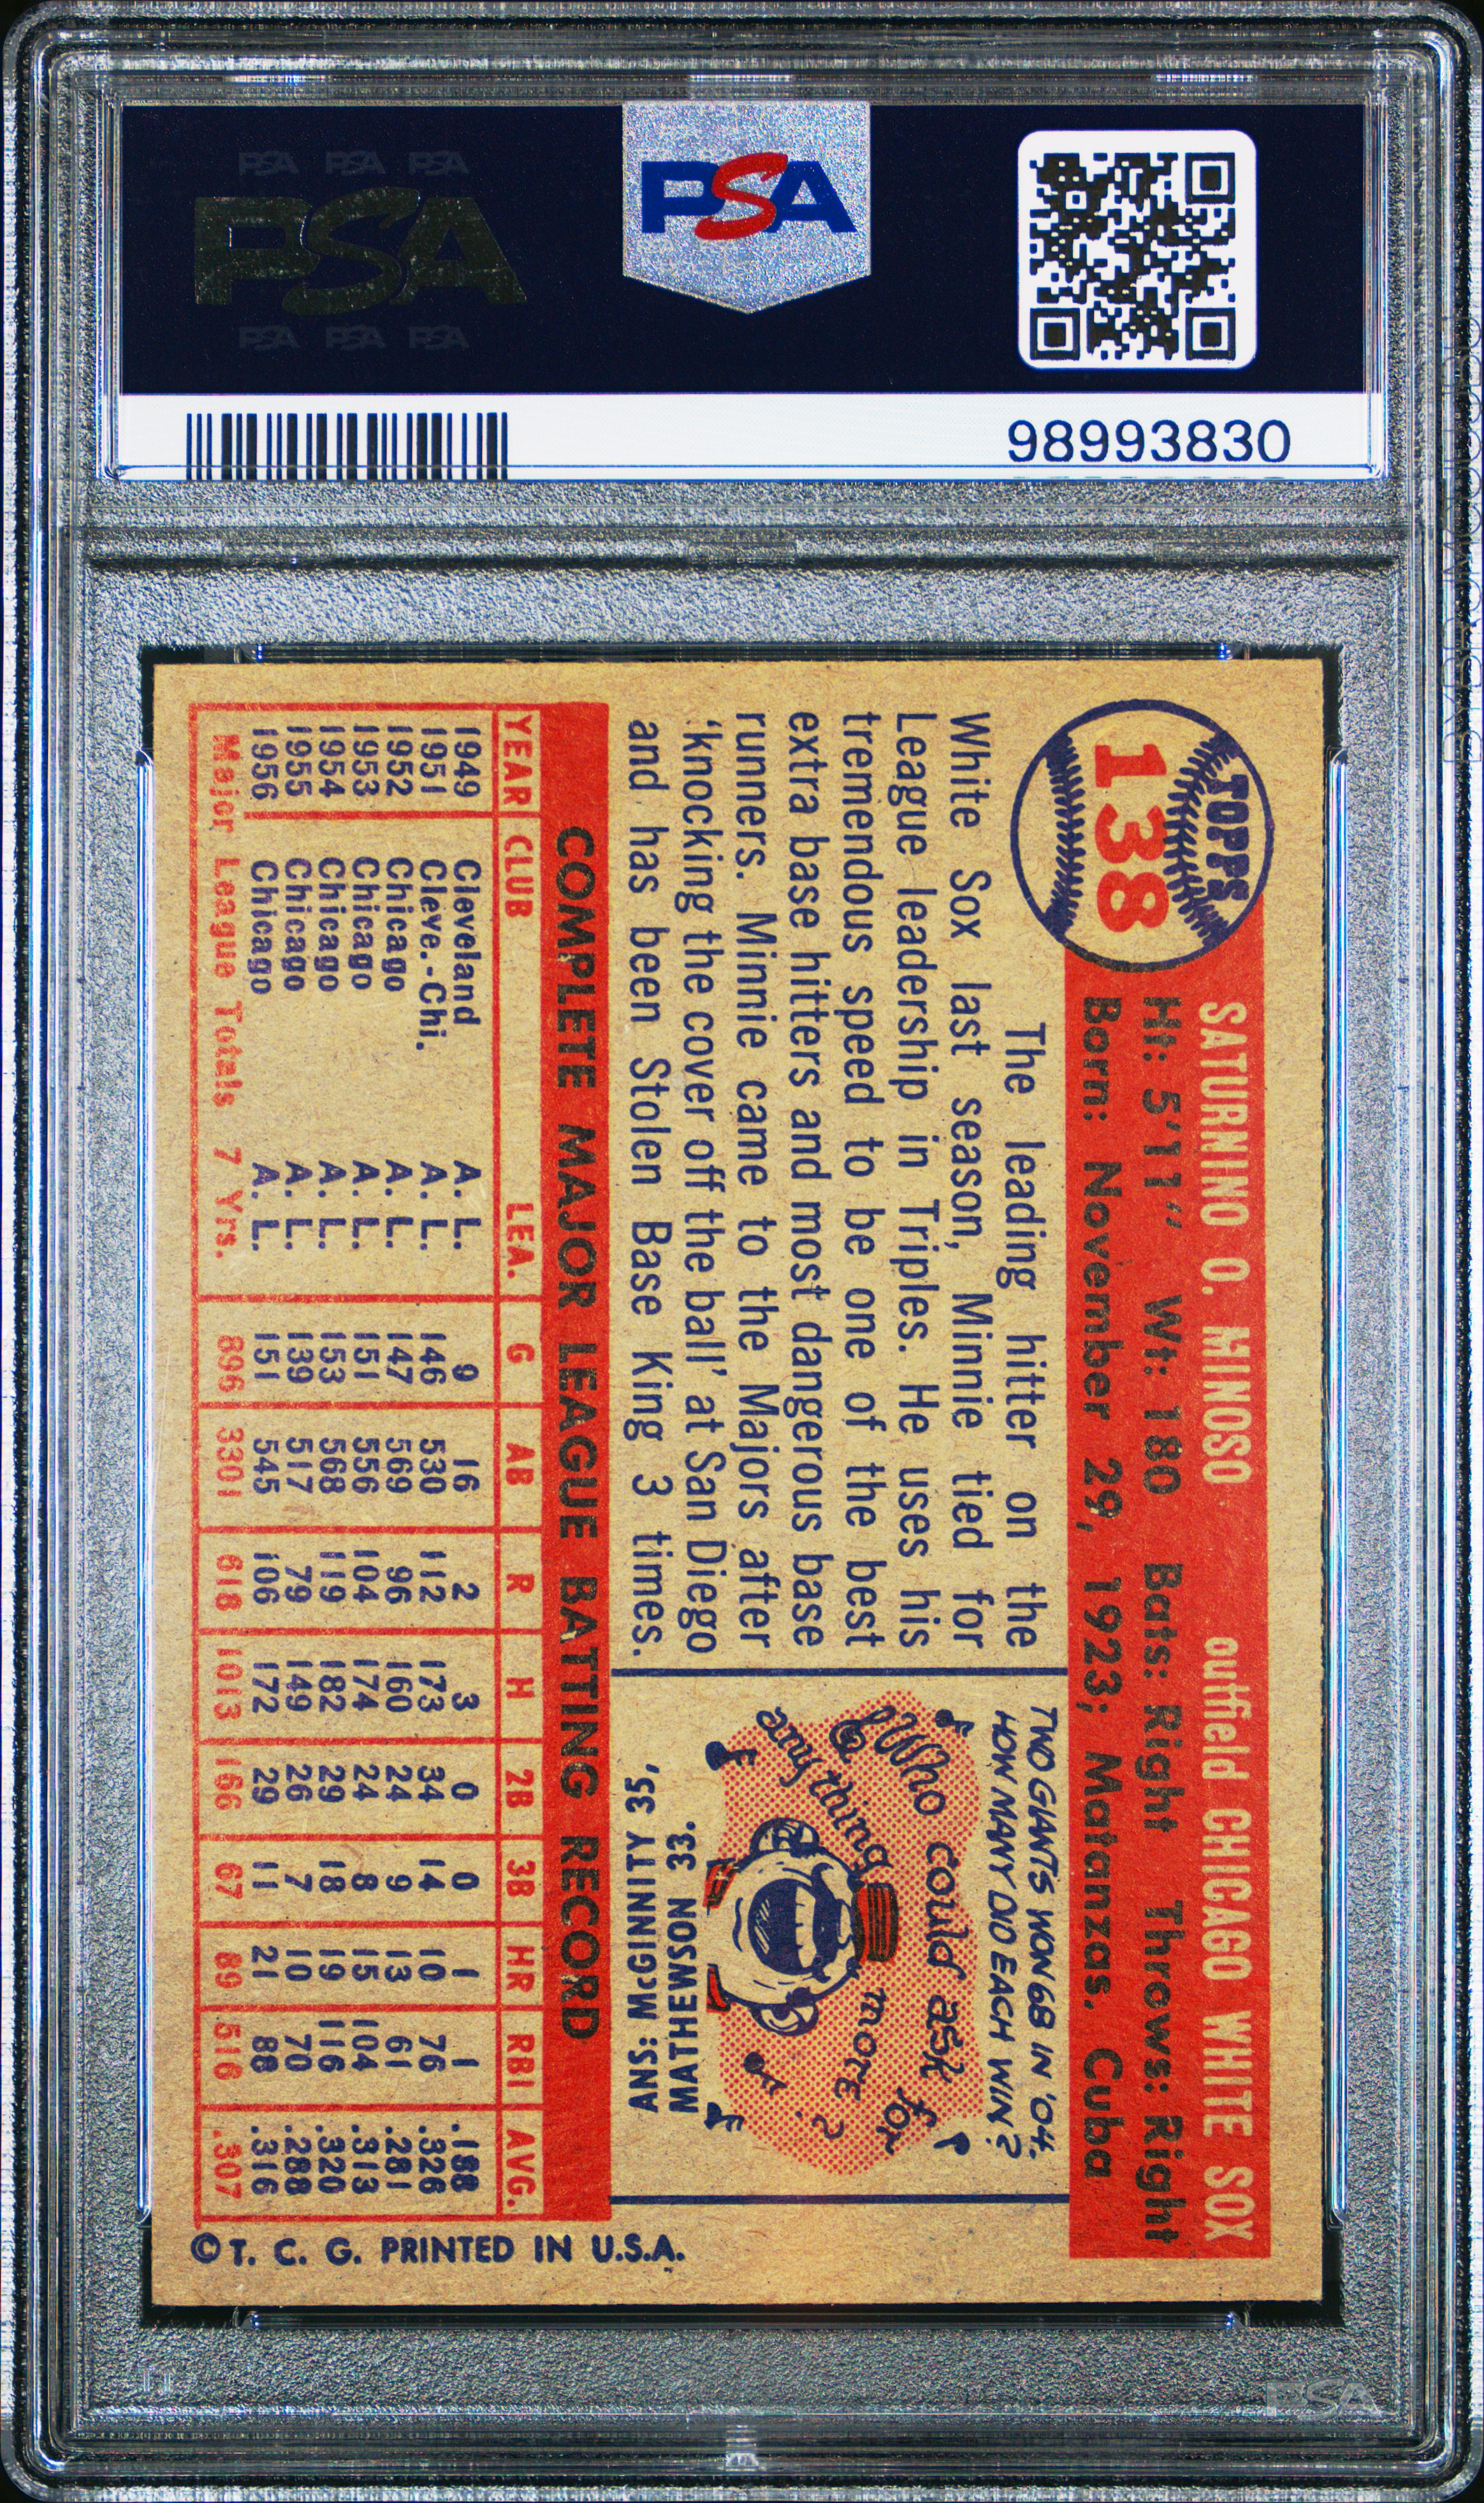 PSA PSA PSA
PSA
PSA PSA PSA
PSA
98993830
TOPPS
138
SATURNINO O. MINOSO outfield CHICAGO WHITE SOX
Ht: 5'11" Wt: 180 Bats: Right Throws: Right
Born: November 29, 1923; Matanzas, Cuba
The leading hitter on the
White Sox last season, Minnie tied for
League leadership in Triples. He uses his
tremendous speed to be one of the best
extra base hitters and most dangerous base
runners. Minnie came to the Majors after
'knocking the cover off the ball' at San Diego
and has been Stolen Base King 3 times.
TWO GIANTS WON 68 IN '04.
HOW MANY DID EACH WIN?
Who could ask for
anything more?
ANS: McGINNITY 35,
MATHEWSON 33.
COMPLETE MAJOR LEAGUE BATTING RECORD
YEAR CLUB LEA. G AB R H 2B 3B HR RBI AVG.
1949 Cleveland A. L. 9 16 2 3 0 0 1 1 .188
1951 Cleve.-Chi. A. L. 146 530 112 173 34 14 10 76 .326
1952 Chicago A. L. 147 569 96 160 24 9 13 61 .281
1953 Chicago A. L. 151 556 104 174 24 8 15 104 .313
1954 Chicago A. L. 153 568 119 182 29 18 19 116 .320
1955 Chicago A. L. 139 517 79 149 26 7 10 70 .288
1956 Chicago A. L. 151 545 106 172 29 11 21 88 .316
Major League Totals 7 Yrs. 896 3301 618 1013 166 67 89 516 .307
©T. C. G. PRINTED IN U.S.A.
PSA